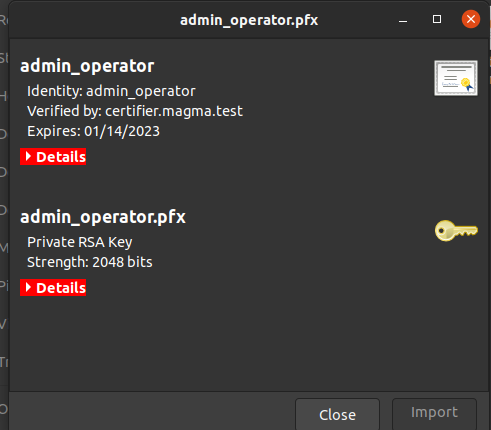 admin_operator.pfx
admin_operator
Identity: admin_operator
Verified by: certifier.magma.test
Expires: 01/14/2023
Details
admin_operator.pfx
Private RSA Key
Strength: 2048 bits
Details
Close
Import